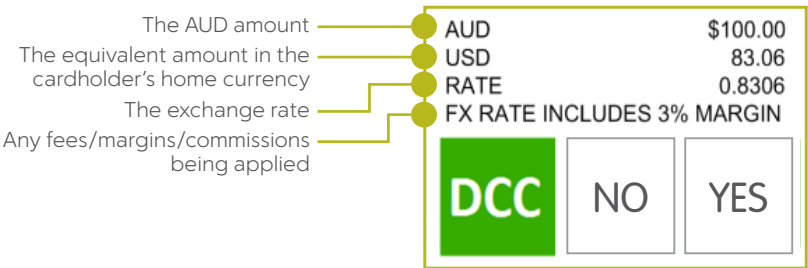 The AUD amount
The equivalent amount in the
cardholder's home currency
The exchange rate
Any fees/margins/commissions
being applied
AUD $100.00
USD 83.06
RATE 0.8306
FX RATE INCLUDES 3% MARGIN
DCC NO YES